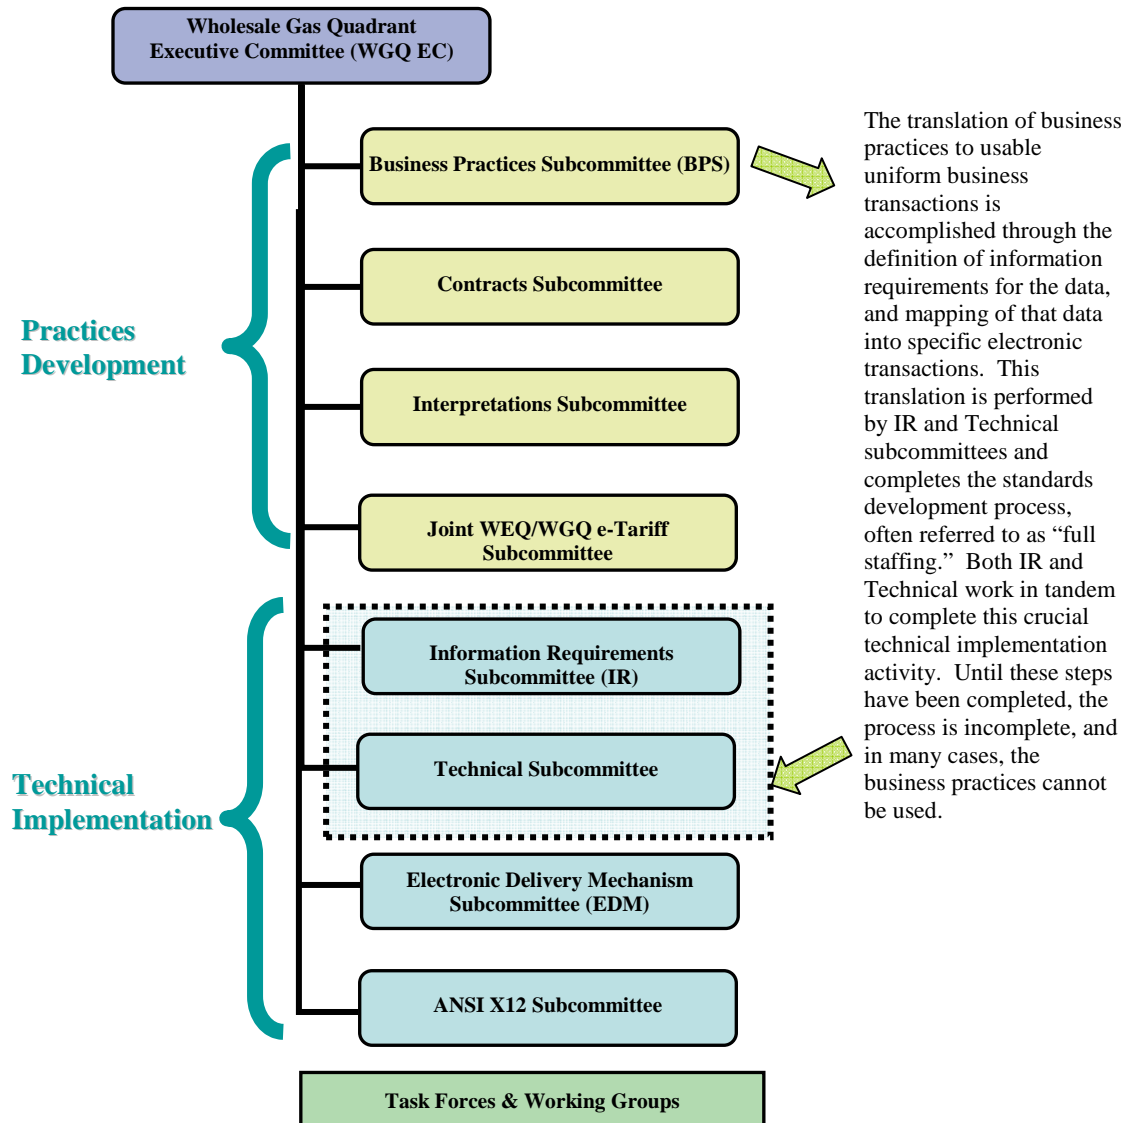 Wholesale Gas Quadrant
Executive Committee (WGQ EC)
Business Practices Subcommittee (BPS)
Contracts Subcommittee
Practices
Development
Interpretations Subcommittee
Joint WEQ/WGQ e-Tariff
Subcommittee
Information Requirements
Subcommittee (IR)
Technical Subcommittee
Technical
Implementation
Electronic Delivery Mechanism
Subcommittee (EDM)
ANSI X12 Subcommittee
Task Forces & Working Groups
The translation of business
practices to usable
uniform business
transactions is
accomplished through the
definition of information
requirements for the data,
and mapping of that data
into specific electronic
transactions.  This
translation is performed
by IR and Technical
subcommittees and
completes the standards
development process,
often referred to as “full
staffing.”  Both IR and
Technical work in tandem
to complete this crucial
technical implementation
activity.  Until these steps
have been completed, the
process is incomplete, and
in many cases, the
business practices cannot
be used.